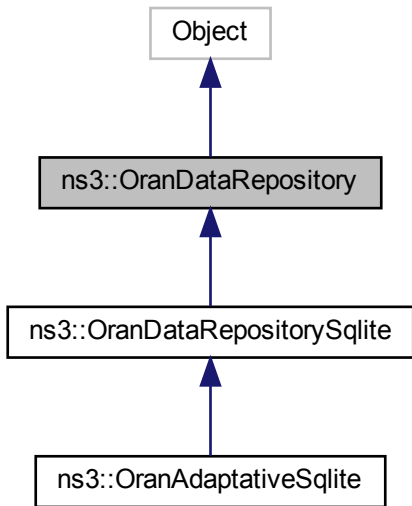 Object
ns3::OranDataRepository
ns3::OranDataRepositorySqlite
ns3::OranAdaptativeSqlite